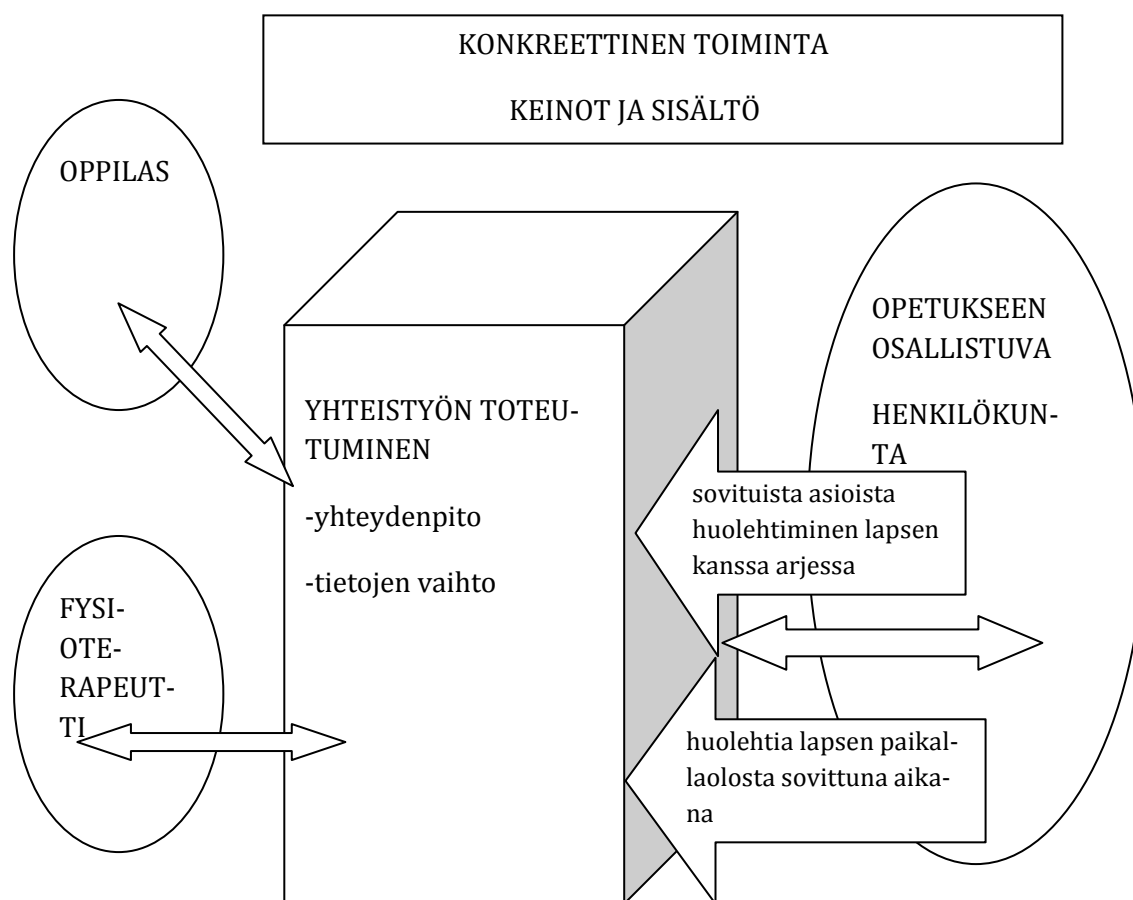 KONKREETTINEN TOIMINTA
KEINOT JA SISÄLTÖ
OPPILAS
YHTEISTYÖN TOTEU-
TUMINEN
-yhteydenpito
-tietojen vaihto
FYSI-
OTE-
RAPEUT-
TI
OPETUKSEEN
OSALLISTUVA
HENKILÖKUN-
TA
sovituista asioista
huolehtiminen lapsen
kanssa arjessa
huolehtia lapsen paikal-
laolosta sovittuna aika-
na